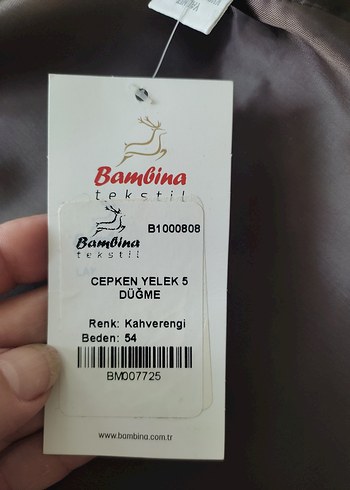 Bambina
tekstil
Bambina
tekstil
B1000808
CEPKEN YELEK 5
DÜĞME
Renk: Kahverengi
Beden: 54
BM007725
www.bambina.com.tr